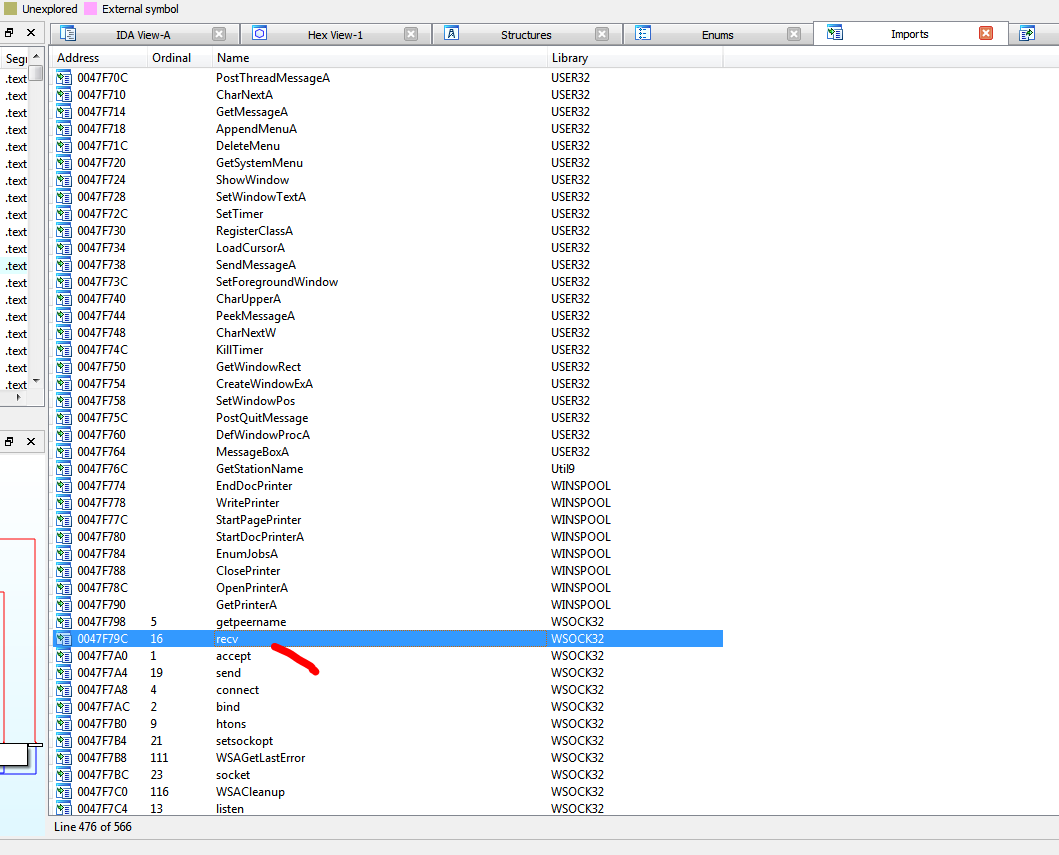 Unexplored External symbol
IDA View-A Hex View-1 Structures Enums Imports
Segi Address Ordinal Name Library
.text 0047F70C PostThreadMessageA USER32
.text 0047F710 CharNextA USER32
.text 0047F714 GetMessageA USER32
.text 0047F718 AppendMenuA USER32
.text 0047F71C DeleteMenu USER32
.text 0047F720 GetSystemMenu USER32
.text 0047F724 ShowWindow USER32
.text 0047F728 SetWindowTextA USER32
.text 0047F72C SetTimer USER32
.text 0047F730 RegisterClassA USER32
.text 0047F734 LoadCursorA USER32
.text 0047F738 SendMessageA USER32
.text 0047F73C SetForegroundWindow USER32
.text 0047F740 CharUpperA USER32
.text 0047F744 PeekMessageA USER32
.text 0047F748 CharNextW USER32
.text 0047F74C KillTimer USER32
.text 0047F750 GetWindowRect USER32
.text 0047F754 CreateWindowExA USER32
0047F758 SetWindowPos USER32
0047F75C PostQuitMessage USER32
0047F760 DefWindowProcA USER32
0047F764 MessageBoxA USER32
0047F76C GetStationName Util9
0047F774 EndDocPrinter WINSPOOL
0047F778 WritePrinter WINSPOOL
0047F77C StartPagePrinter WINSPOOL
0047F780 StartDocPrinterA WINSPOOL
0047F784 EnumJobsA WINSPOOL
0047F788 ClosePrinter WINSPOOL
0047F78C OpenPrinterA WINSPOOL
0047F790 GetPrinterA WINSPOOL
0047F798 5 getpeername WSOCK32
0047F79C 16 recv WSOCK32
0047F7A0 1 accept WSOCK32
0047F7A4 19 send WSOCK32
0047F7A8 4 connect WSOCK32
0047F7AC 2 bind WSOCK32
0047F7B0 9 htons WSOCK32
0047F7B4 21 setsockopt WSOCK32
0047F7B8 111 WSAGetLastError WSOCK32
0047F7BC 23 socket WSOCK32
0047F7C0 116 WSACleanup WSOCK32
0047F7C4 13 listen WSOCK32
Line 476 of 566